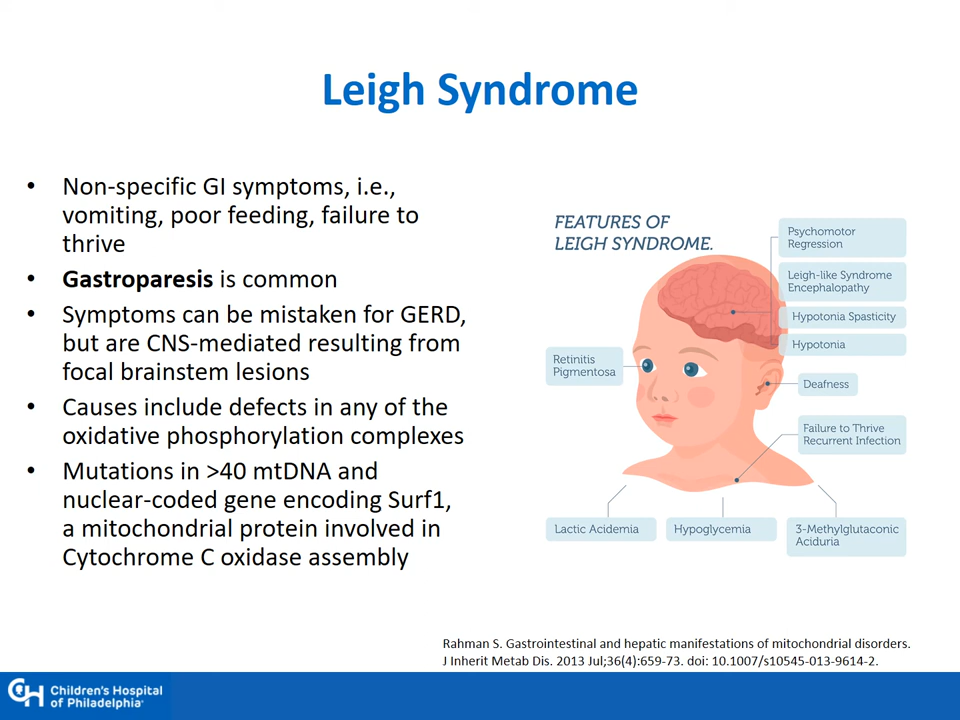 Leigh Syndrome
• Non-specific GI symptoms, i.e.,
vomiting, poor feeding, failure to
thrive
• Gastroparesis is common
• Symptoms can be mistaken for GERD,
but are CNS-mediated resulting from
focal brainstem lesions
• Causes include defects in any of the
oxidative phosphorylation complexes
• Mutations in >40 mtDNA and
nuclear-coded gene encoding Surf1,
a mitochondrial protein involved in
Cytochrome C oxidase assembly
FEATURES OF
LEIGH SYNDROME.
Psychomotor
Regression
Leigh-like Syndrome
Encephalopathy
Hypotonia Spasticity
Hypotonia
Retinitis
Pigmentosa
Deafness
Failure to Thrive
Recurrent Infection
Lactic Acidemia
Hypoglycemia
3-Methylglutaconic
Aciduria
Rahman S. Gastrointestinal and hepatic manifestations of mitochondrial disorders.
J Inherit Metab Dis. 2013 Jul;36(4):659-73. doi: 10.1007/s10545-013-9614-2.
CH Children's Hospital
of Philadelphia